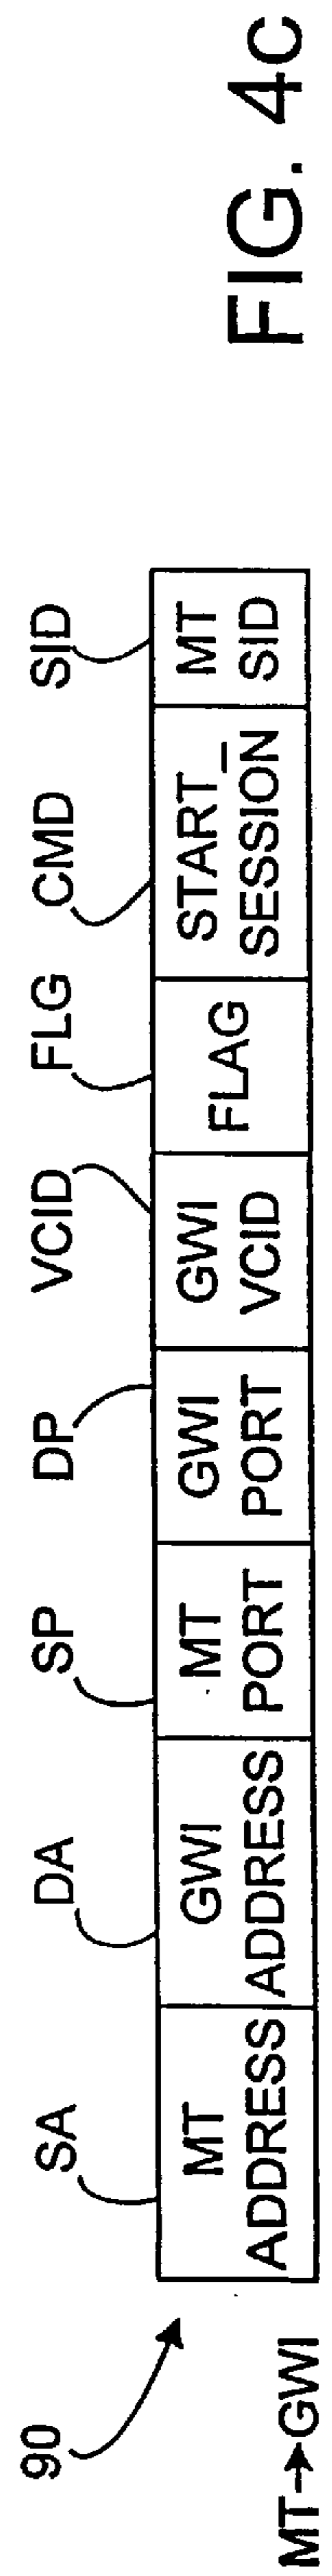 90
SA
DA
SP
DP
VCID
FLG
CMD
SID
MT
ADDRESS
GWI
ADDRESS
MT
PORT
GWI
PORT
GWI
VCID
FLAG
START_
SESSION
MT
SID
MT→GWI
FIG. 4c